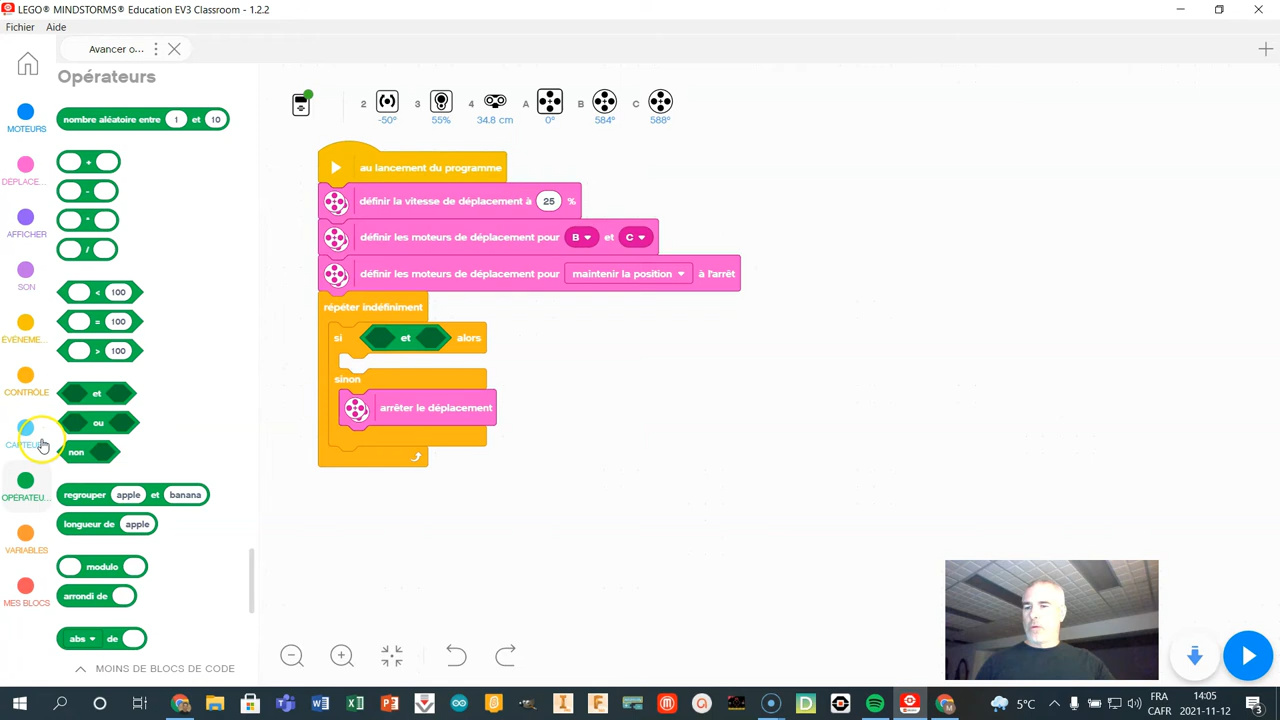 LEGO® MINDSTORMS® Education EV3 Classroom - 1.2.2
Fichier Aide
Avancer o...
Opérateurs
MOTEURS
DÉPLACE...
AFFICHER
SON
ÉVÉNEME...
CONTRÔLE
OPÉRATEU...
VARIABLES
MES BLOCS
nombre aléatoire entre 1 et 10
+
-
*
/
< 100
= 100
> 100
et
ou
non
regrouper apple et banana
longueur de apple
modulo
arrondi de
abs de
MOINS DE BLOCS DE CODE
2 3 4 A B C
-50° 55% 34.8 cm 0° 584° 588°
au lancement du programme
définir la vitesse de déplacement à 25 %
définir les moteurs de déplacement pour B et C
définir les moteurs de déplacement pour maintenir la position à l'arrêt
répéter indéfiniment
si et alors
sinon
arrêter le déplacement
5°C
FRA
CAFR
14:05
2021-11-12
3